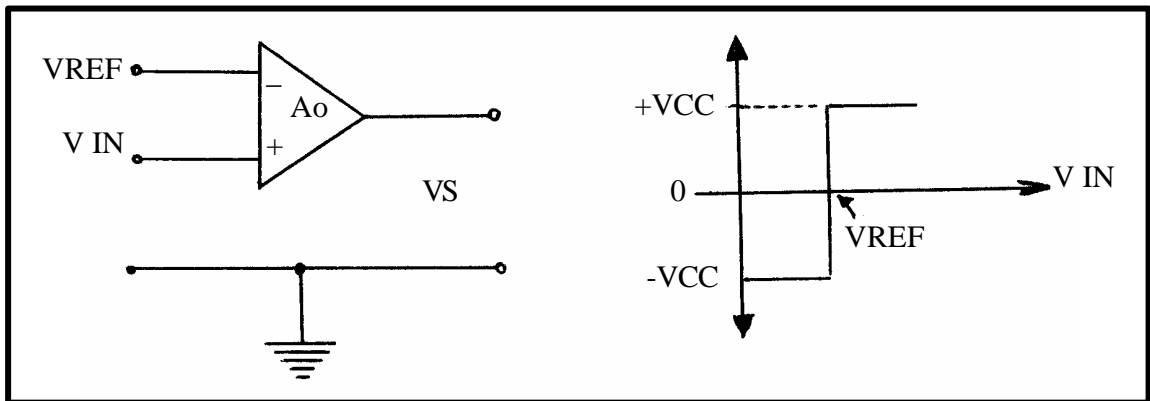 VREF
−
Ao
V IN
+
VS
+VCC
0
V IN
VREF
-VCC